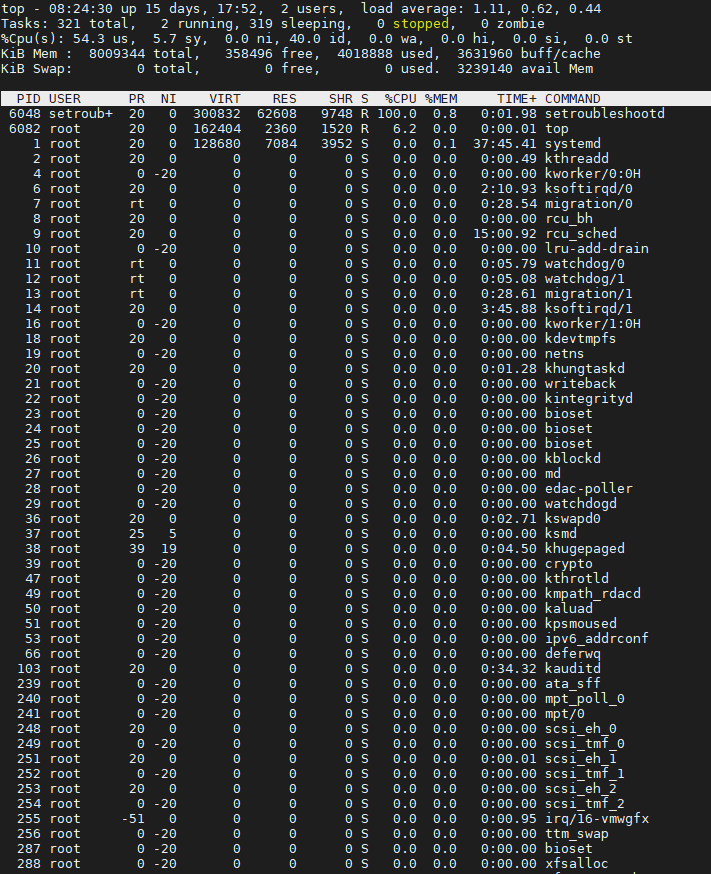 top - 08:24:30 up 15 days, 17:52,  2 users,  load average: 1.11, 0.62, 0.44
Tasks: 321 total,   2 running, 319 sleeping,   0 stopped,   0 zombie
%Cpu(s): 54.3 us,  5.7 sy,  0.0 ni, 40.0 id,  0.0 wa,  0.0 hi,  0.0 si,  0.0 st
KiB Mem :  8009344 total,   358496 free,  4018888 used,  3631960 buff/cache
KiB Swap:        0 total,        0 free,        0 used.  3239140 avail Mem
PID USER      PR  NI    VIRT    RES    SHR S  %CPU %MEM     TIME+ COMMAND
6048 setroub+  20   0  300832  62608   9748 R 100.0  0.8   0:01.98 setroubleshootd
6082 root      20   0  162404   2360   1520 R   6.2  0.0   0:00.01 top
1 root      20   0  128680   7084   3952 S   0.0  0.1  37:45.41 systemd
2 root      20   0       0      0      0 S   0.0  0.0   0:00.49 kthreadd
4 root       0 -20       0      0      0 S   0.0  0.0   0:00.00 kworker/0:0H
6 root      20   0       0      0      0 S   0.0  0.0   2:10.93 ksoftirqd/0
7 root      rt   0       0      0      0 S   0.0  0.0   0:28.54 migration/0
8 root      20   0       0      0      0 S   0.0  0.0   0:00.00 rcu_bh
9 root      20   0       0      0      0 S   0.0  0.0  15:00.92 rcu_sched
10 root       0 -20       0      0      0 S   0.0  0.0   0:00.00 lru-add-drain
11 root      rt   0       0      0      0 S   0.0  0.0   0:05.79 watchdog/0
12 root      rt   0       0      0      0 S   0.0  0.0   0:05.08 watchdog/1
13 root      rt   0       0      0      0 S   0.0  0.0   0:28.61 migration/1
14 root      20   0       0      0      0 S   0.0  0.0   3:45.88 ksoftirqd/1
16 root       0 -20       0      0      0 S   0.0  0.0   0:00.00 kworker/1:0H
18 root      20   0       0      0      0 S   0.0  0.0   0:00.00 kdevtmpfs
19 root       0 -20       0      0      0 S   0.0  0.0   0:00.00 netns
20 root      20   0       0      0      0 S   0.0  0.0   0:01.28 khungtaskd
21 root       0 -20       0      0      0 S   0.0  0.0   0:00.00 writeback
22 root       0 -20       0      0      0 S   0.0  0.0   0:00.00 kintegrityd
23 root       0 -20       0      0      0 S   0.0  0.0   0:00.00 bioset
24 root       0 -20       0      0      0 S   0.0  0.0   0:00.00 bioset
25 root       0 -20       0      0      0 S   0.0  0.0   0:00.00 bioset
26 root       0 -20       0      0      0 S   0.0  0.0   0:00.00 kblockd
27 root       0 -20       0      0      0 S   0.0  0.0   0:00.00 md
28 root       0 -20       0      0      0 S   0.0  0.0   0:00.00 edac-poller
29 root       0 -20       0      0      0 S   0.0  0.0   0:00.00 watchdogd
36 root      20   0       0      0      0 S   0.0  0.0   0:02.71 kswapd0
37 root      25   5       0      0      0 S   0.0  0.0   0:00.00 ksmd
38 root      39  19       0      0      0 S   0.0  0.0   0:04.50 khugepaged
39 root       0 -20       0      0      0 S   0.0  0.0   0:00.00 crypto
47 root       0 -20       0      0      0 S   0.0  0.0   0:00.00 kthrotld
49 root       0 -20       0      0      0 S   0.0  0.0   0:00.00 kmpath_rdacd
50 root       0 -20       0      0      0 S   0.0  0.0   0:00.00 kaluad
51 root       0 -20       0      0      0 S   0.0  0.0   0:00.00 kpsmoused
53 root       0 -20       0      0      0 S   0.0  0.0   0:00.00 ipv6_addrconf
66 root       0 -20       0      0      0 S   0.0  0.0   0:00.00 deferwq
103 root      20   0       0      0      0 S   0.0  0.0   0:34.32 kauditd
239 root       0 -20       0      0      0 S   0.0  0.0   0:00.00 ata_sff
240 root       0 -20       0      0      0 S   0.0  0.0   0:00.00 mpt_poll_0
241 root       0 -20       0      0      0 S   0.0  0.0   0:00.00 mpt/0
248 root      20   0       0      0      0 S   0.0  0.0   0:00.00 scsi_eh_0
249 root       0 -20       0      0      0 S   0.0  0.0   0:00.00 scsi_tmf_0
251 root      20   0       0      0      0 S   0.0  0.0   0:00.01 scsi_eh_1
252 root       0 -20       0      0      0 S   0.0  0.0   0:00.00 scsi_tmf_1
253 root      20   0       0      0      0 S   0.0  0.0   0:00.00 scsi_eh_2
254 root       0 -20       0      0      0 S   0.0  0.0   0:00.00 scsi_tmf_2
255 root     -51   0       0      0      0 S   0.0  0.0   0:00.95 irq/16-vmwgfx
256 root       0 -20       0      0      0 S   0.0  0.0   0:00.00 ttm_swap
287 root       0 -20       0      0      0 S   0.0  0.0   0:00.00 bioset
288 root       0 -20       0      0      0 S   0.0  0.0   0:00.00 xfsalloc